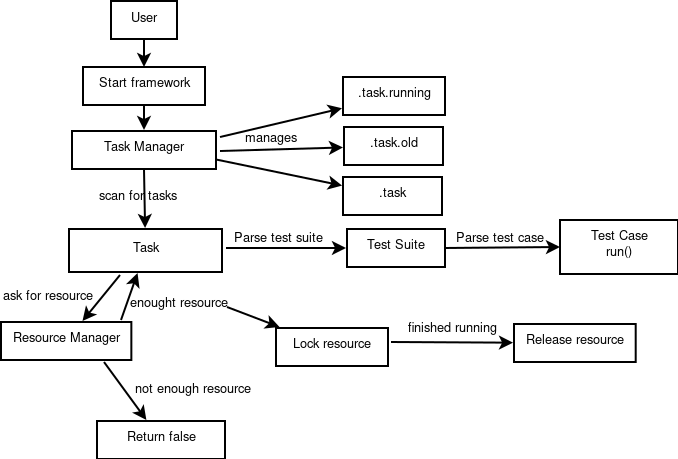 User
Start framework
.task.running
Task Manager
manages
.task.old
.task
scan for tasks
Task
Parse test suite
Test Suite
Parse test case
Test Case
run()
ask for resource
enought resource
Resource Manager
Lock resource
finished running
Release resource
not enough resource
Return false